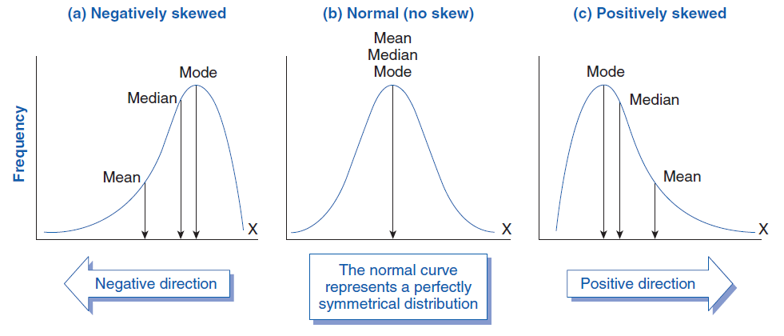 (a) Negatively skewed
(b) Normal (no skew)
(c) Positively skewed
Frequency
Mode
Median
Mean
X
Mean
Median
Mode
X
Mode
Median
Mean
X
Negative direction
The normal curve
represents a perfectly
symmetrical distribution
Positive direction